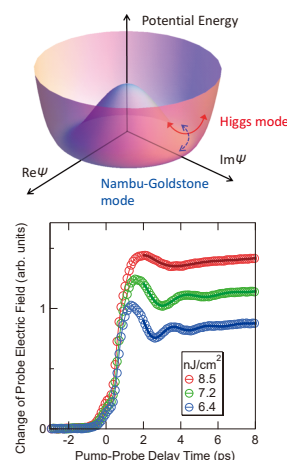 Potential Energy
Higgs mode
ReΨ
ImΨ
Nambu-Goldstone
mode
Change of Probe Electric Field (arb. units)
1
0
nJ/cm²
8.5
7.2
6.4
-2 0 2 4 6 8
Pump-Probe Delay Time (ps)